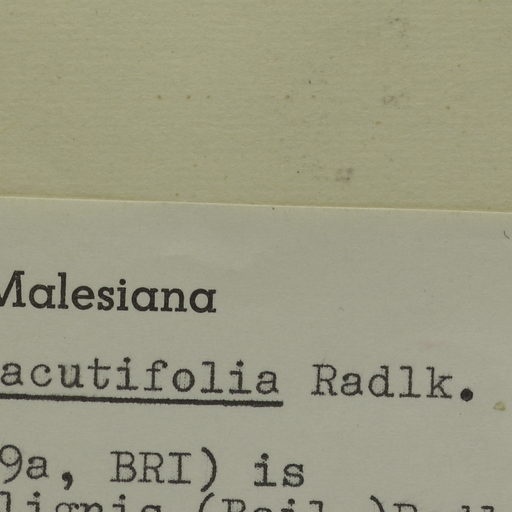 Malesiana
acutifolia Radlk.
9a, BRI) is